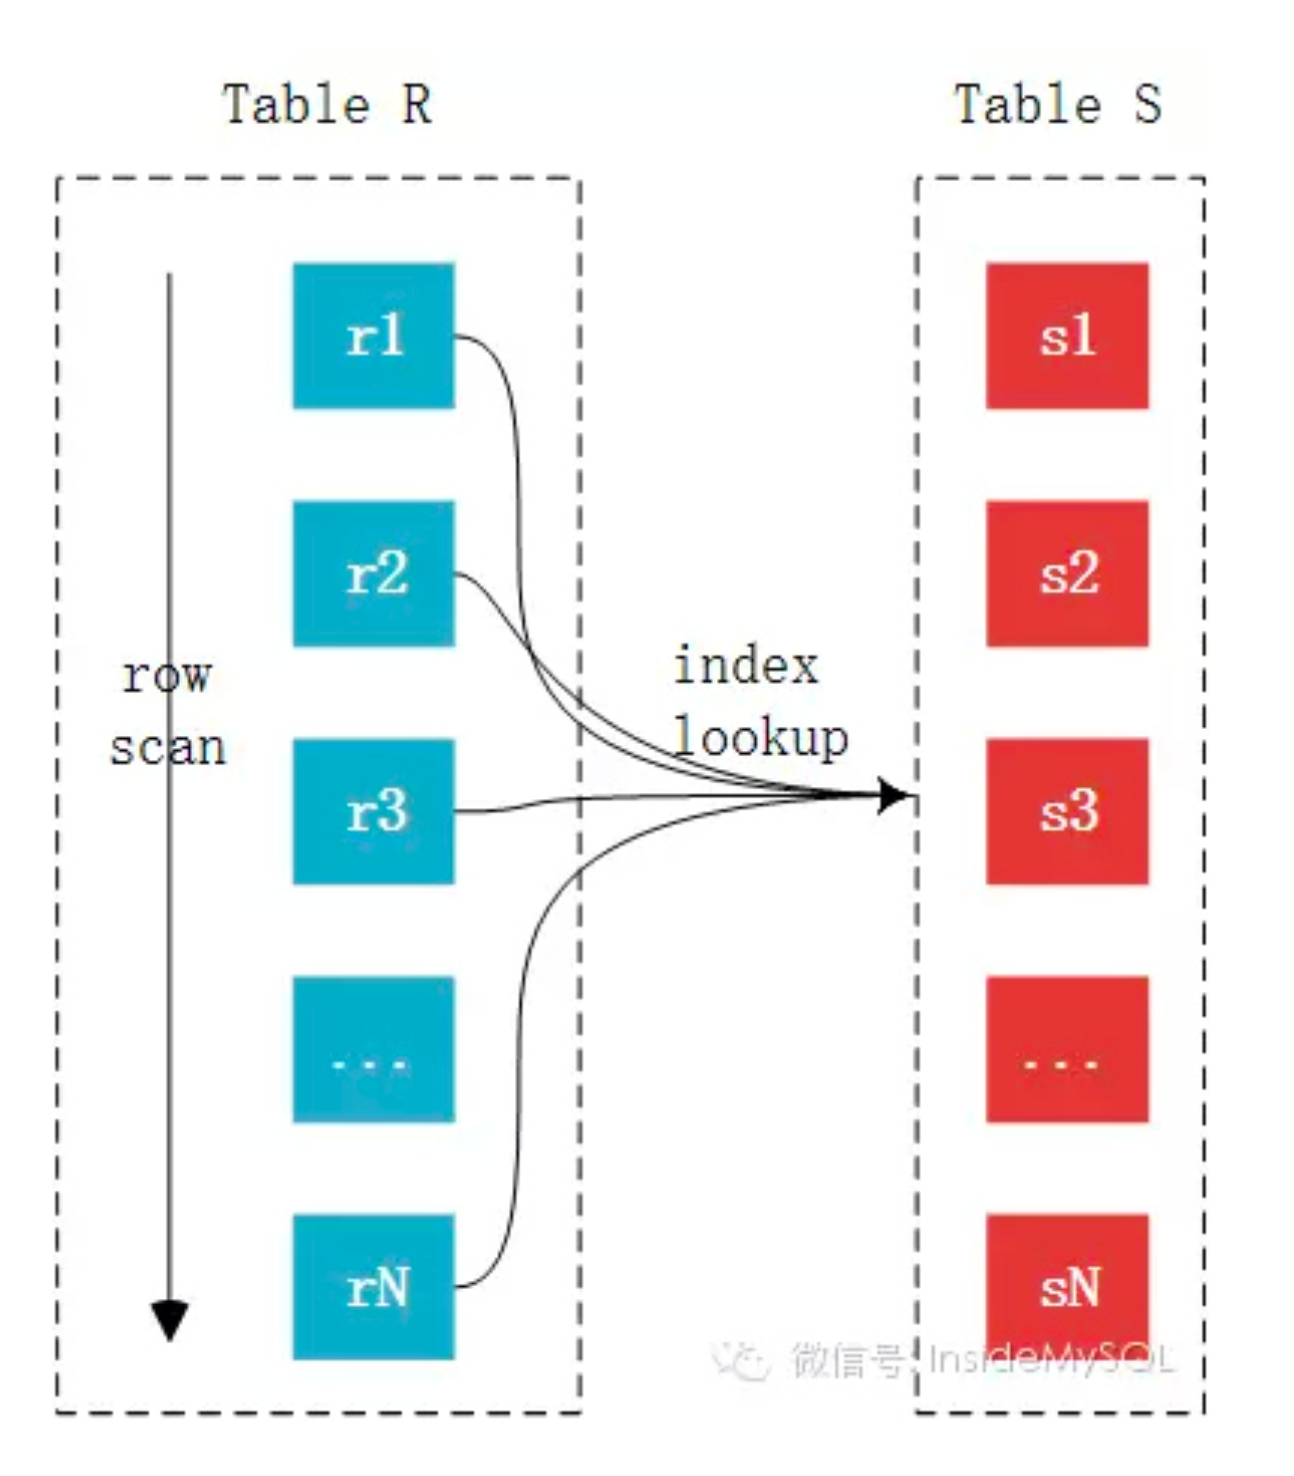 Table R
Table S
r1
s1
r2
s2
row
scan
index
lookup
r3
s3
...
...
rN
sN
微信号: InsideMySQL